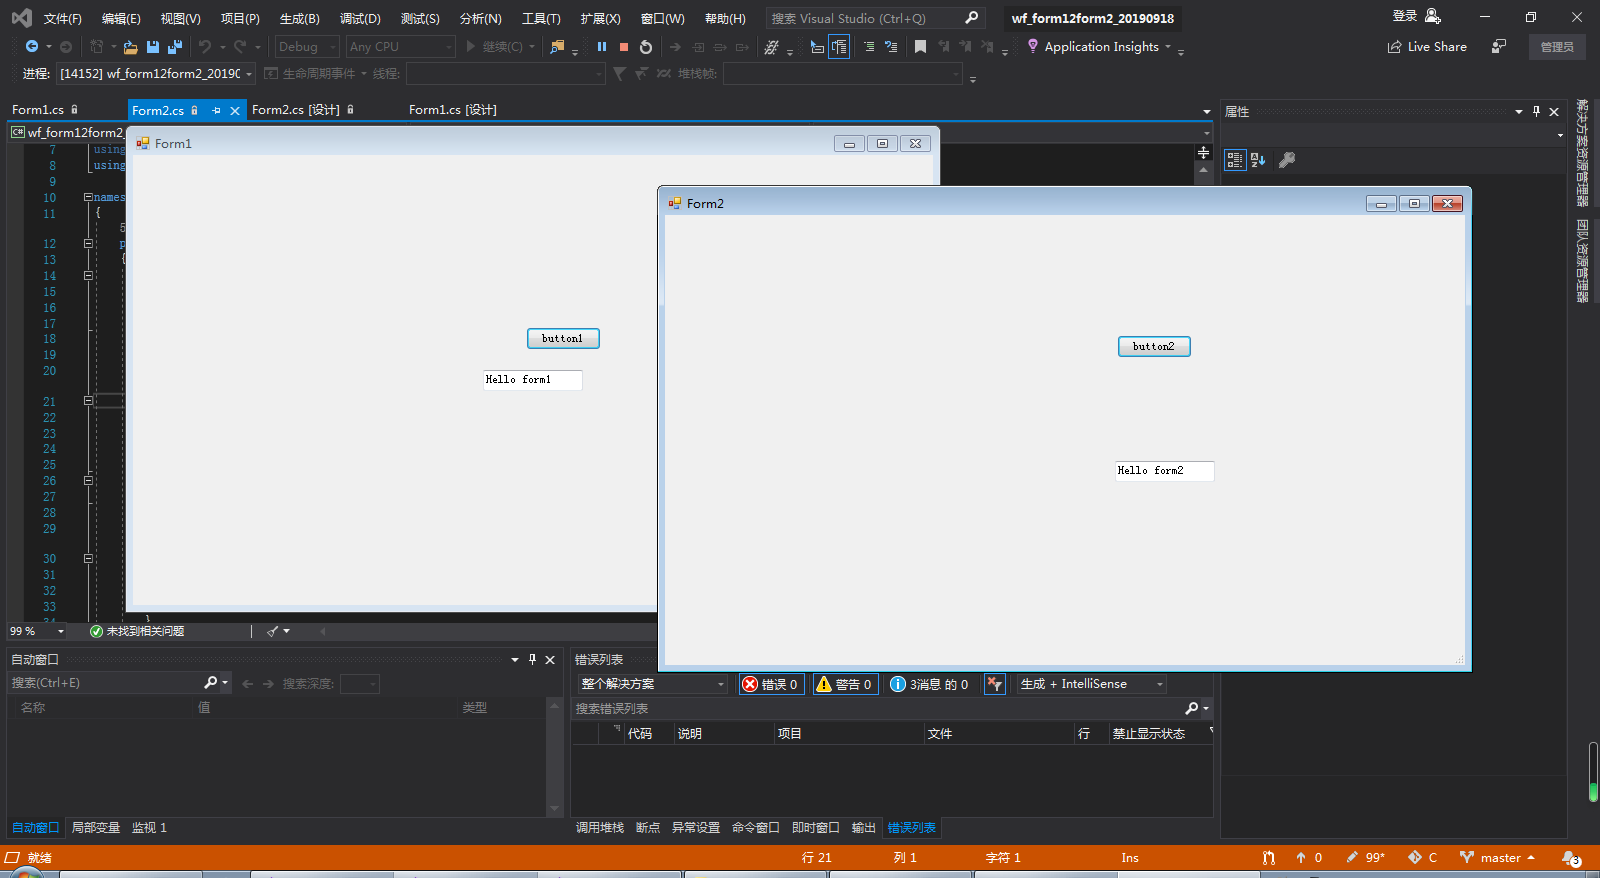 文件(F) 编辑(E) 视图(V) 项目(P) 生成(B) 调试(D) 测试(S) 分析(N) 工具(T) 扩展(X) 窗口(W) 帮助(H) 搜索 Visual Studio (Ctrl+Q) wf_form12form2_20190918 登录
Debug Any CPU 继续(C) Application Insights Live Share 管理员
进程: [14152] wf_form12form2_2019 生命周期事件 线程: 堆栈帧:
Form1.cs Form2.cs Form2.cs [设计] Form1.cs [设计] 属性
wf_form12form2_
Form1
Form2
7 using
8 using
9
10 names
11 {
5
12 p
13 {
14
15
16
17
18
19
20
21
22
23
24
25
26
27
28
29
30
31
32
33
34 }
button1
Hello form1
button2
Hello form2
解决方案资源管理器
团队资源管理器
99 % 未找到相关问题
自动窗口
搜索(Ctrl+E) 搜索深度:
名称 值 类型
错误列表
整个解决方案 错误 0 警告 0 3消息 的 0 生成 + IntelliSense
搜索错误列表
代码 说明 项目 文件 行 禁止显示状态
自动窗口 局部变量 监视 1 调用堆栈 断点 异常设置 命令窗口 即时窗口 输出 错误列表
就绪 行 21 列 1 字符 1 Ins 0 99* C master 3